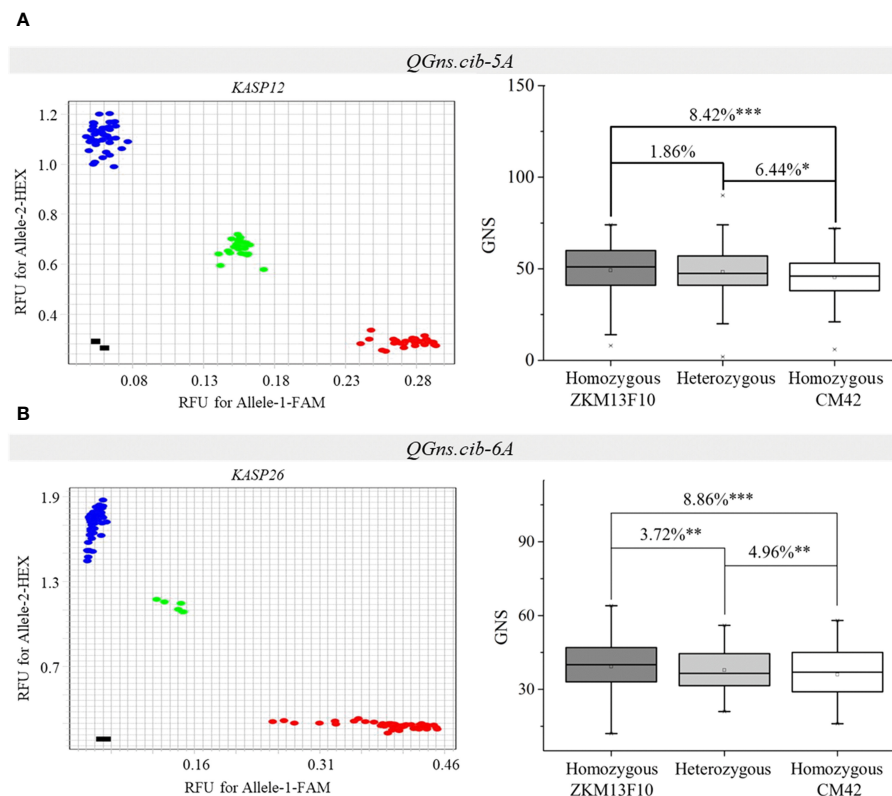 A
QGns.cib-5A
KASP12
1.2
1.0
0.8
0.6
0.4
RFU for Allele-2-HEX
0.08 0.13 0.18 0.23 0.28
RFU for Allele-1-FAM
150
100
50
0
GNS
8.42%***
1.86%
6.44%*
Homozygous
ZKM13F10
Heterozygous
Homozygous
CM42
B
QGns.cib-6A
KASP26
1.9
1.3
0.7
RFU for Allele-2-HEX
0.16 0.31 0.46
RFU for Allele-1-FAM
90
60
30
GNS
8.86%***
3.72%**
4.96%**
Homozygous
ZKM13F10
Heterozygous
Homozygous
CM42